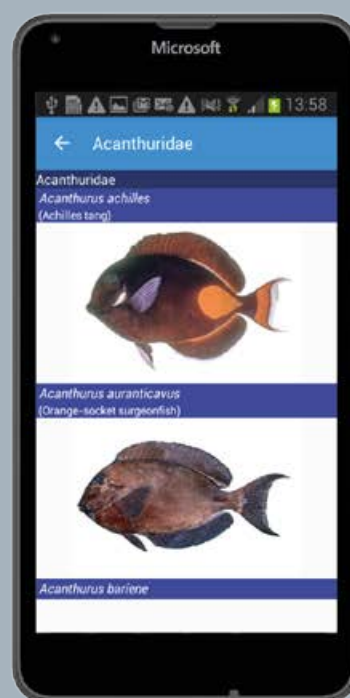 Microsoft
13:58
Acanthuridae
Acanthuridae
Acanthurus achilles
(Achilles tang)
Acanthurus auranticavus
(Orange-socket surgeonfish)
Acanthurus bariene